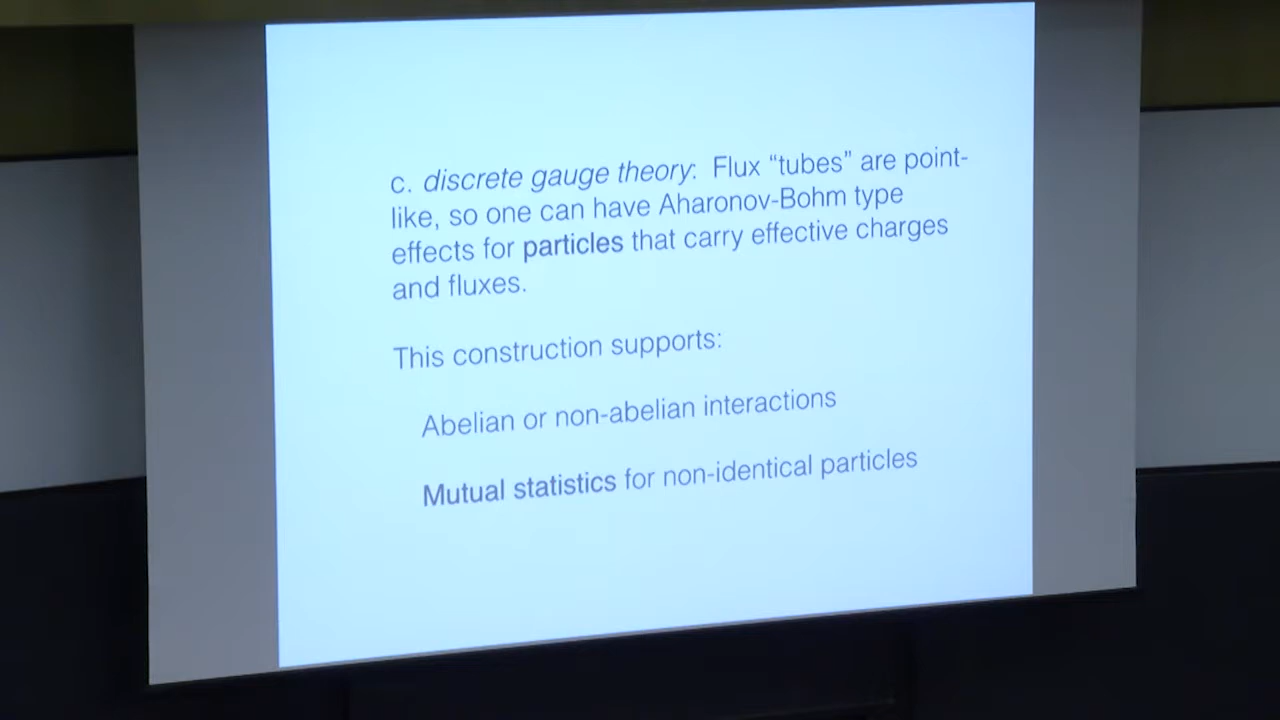 c. discrete gauge theory: Flux “tubes” are point-
like, so one can have Aharonov-Bohm type
effects for particles that carry effective charges
and fluxes.
This construction supports:
Abelian or non-abelian interactions
Mutual statistics for non-identical particles